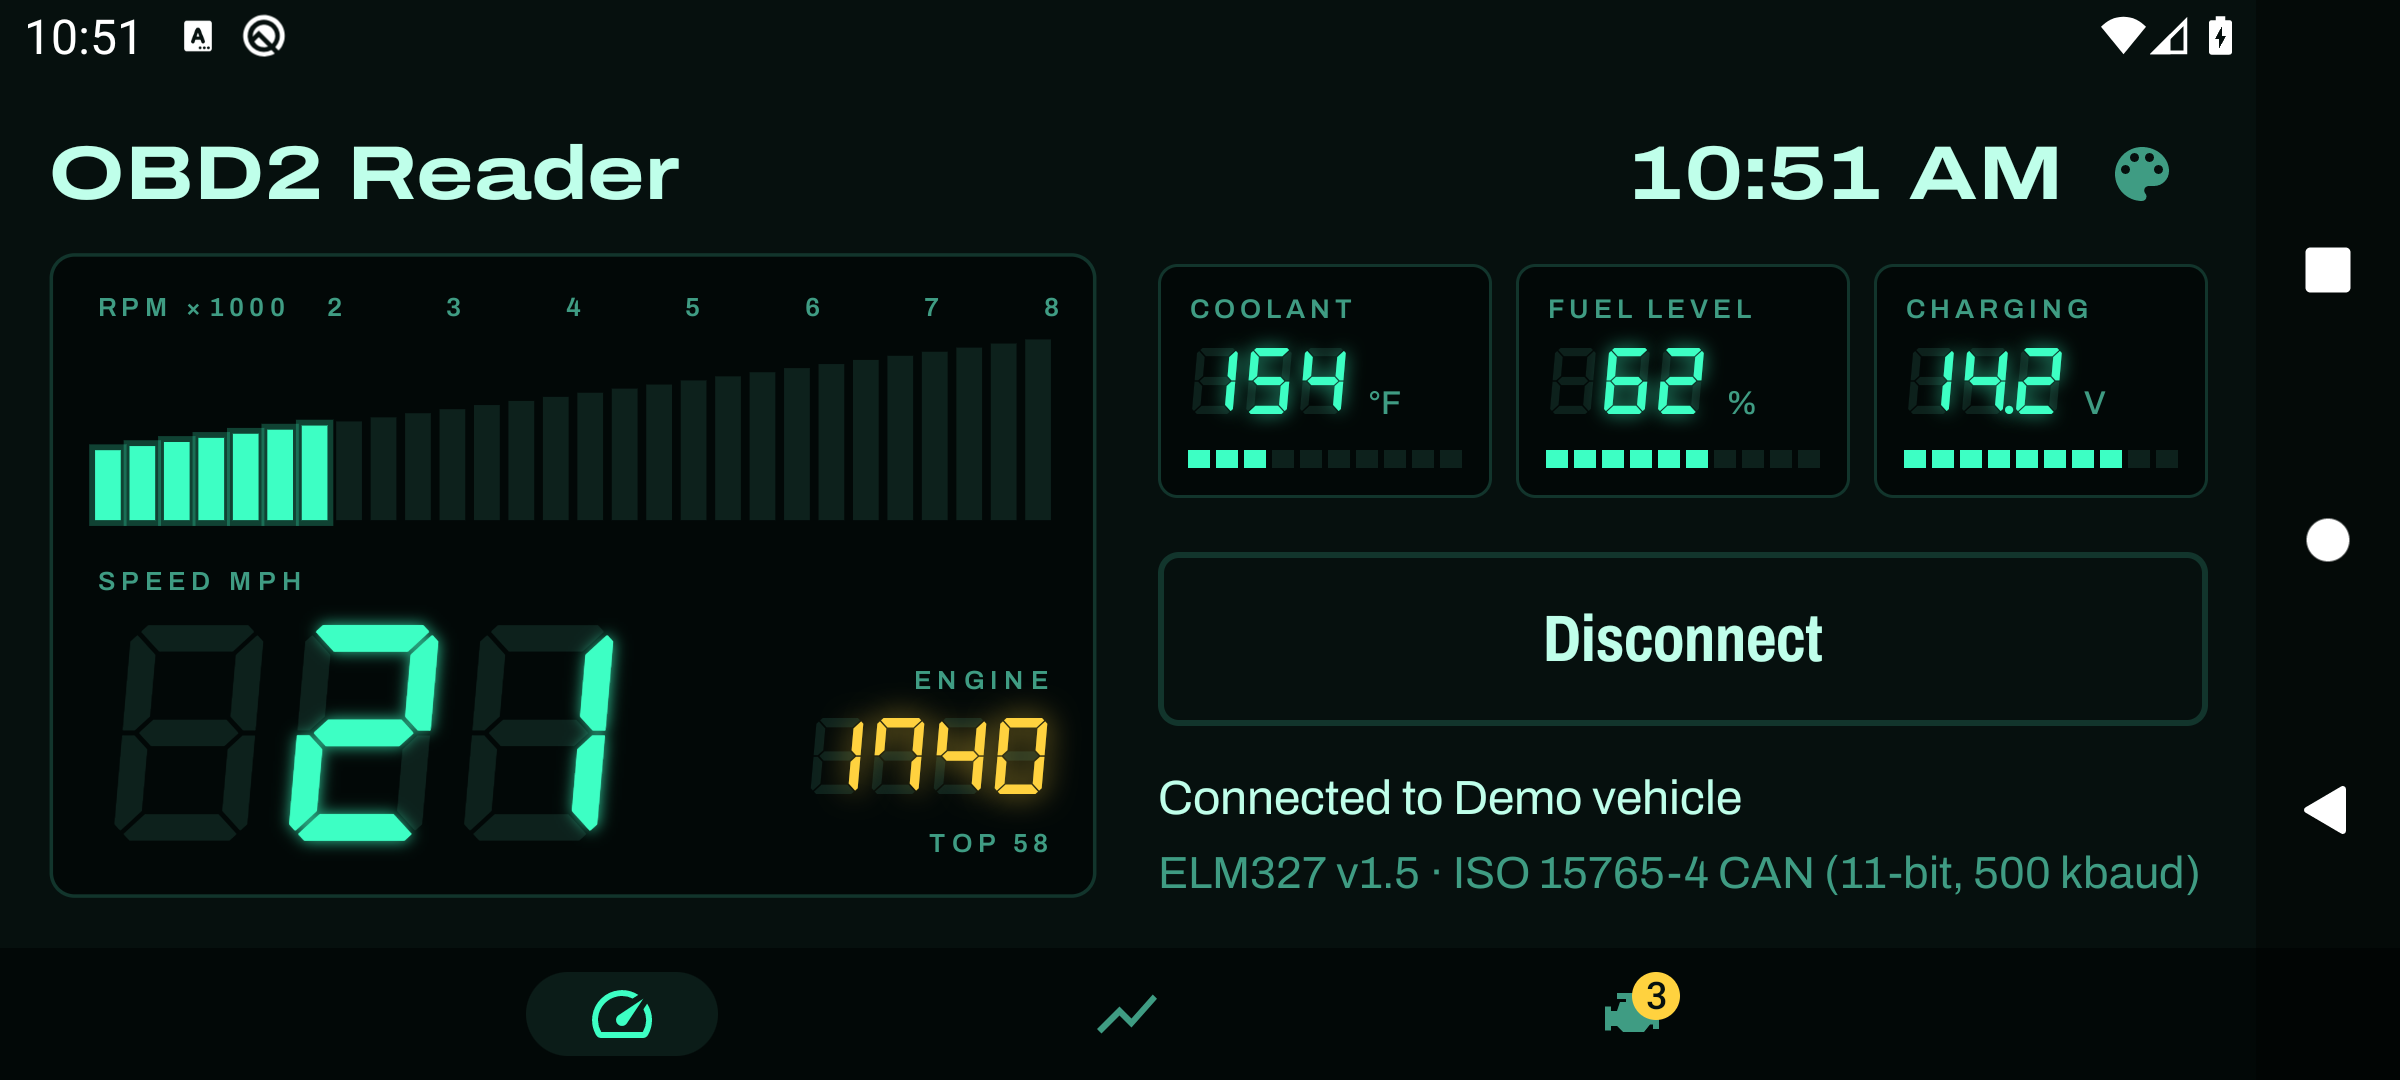 10:51
OBD2 Reader
10:51 AM
RPM ×1000 2 3 4 5 6 7 8
SPEED MPH
21
ENGINE
1740
TOP 58
COOLANT
154 °F
FUEL LEVEL
62 %
CHARGING
14.2 V
Disconnect
Connected to Demo vehicle
ELM327 v1.5 · ISO 15765-4 CAN (11-bit, 500 kbaud)
3